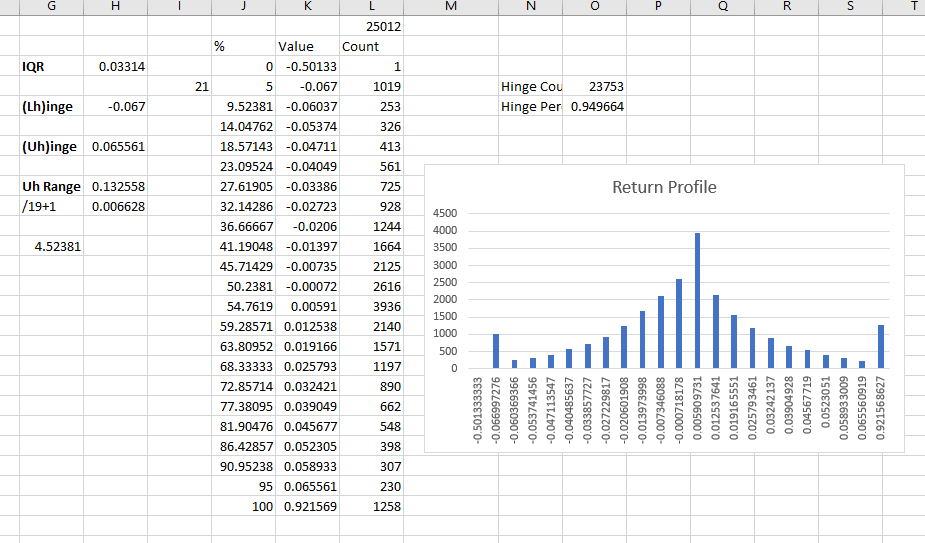 G H I J K L M N O P Q R S T
25012
% Value Count
IQR 0.03314 0 -0.50133 1
21 5 -0.067 1019 Hinge Cou 23753
(Lh)inge -0.067 9.52381 -0.06037 253 Hinge Per 0.949664
14.04762 -0.05374 326
(Uh)inge 0.065561 18.57143 -0.04711 413
23.09524 -0.04049 561
Uh Range 0.132558 27.61905 -0.03386 725
/19+1 0.006628 32.14286 -0.02723 928
36.66667 -0.0206 1244
4.52381 41.19048 -0.01397 1664
45.71429 -0.00735 2125
50.2381 -0.00072 2616
54.7619 0.00591 3936
59.28571 0.012538 2140
63.80952 0.019166 1571
68.33333 0.025793 1197
72.85714 0.032421 890
77.38095 0.039049 662
81.90476 0.045677 548
86.42857 0.052305 398
90.95238 0.058933 307
95 0.065561 230
100 0.921569 1258
Return Profile
4500
4000
3500
3000
2500
2000
1500
1000
500
0
-0.501333333
-0.066997276
-0.060369366
-0.053741456
-0.047113547
-0.040485637
-0.033857727
-0.027229817
-0.020601908
-0.013973998
-0.007346088
-0.000718178
0.005909731
0.012537641
0.019165551
0.025793461
0.03242137
0.03904928
0.04567719
0.0523051
0.058933009
0.065560919
0.921568627